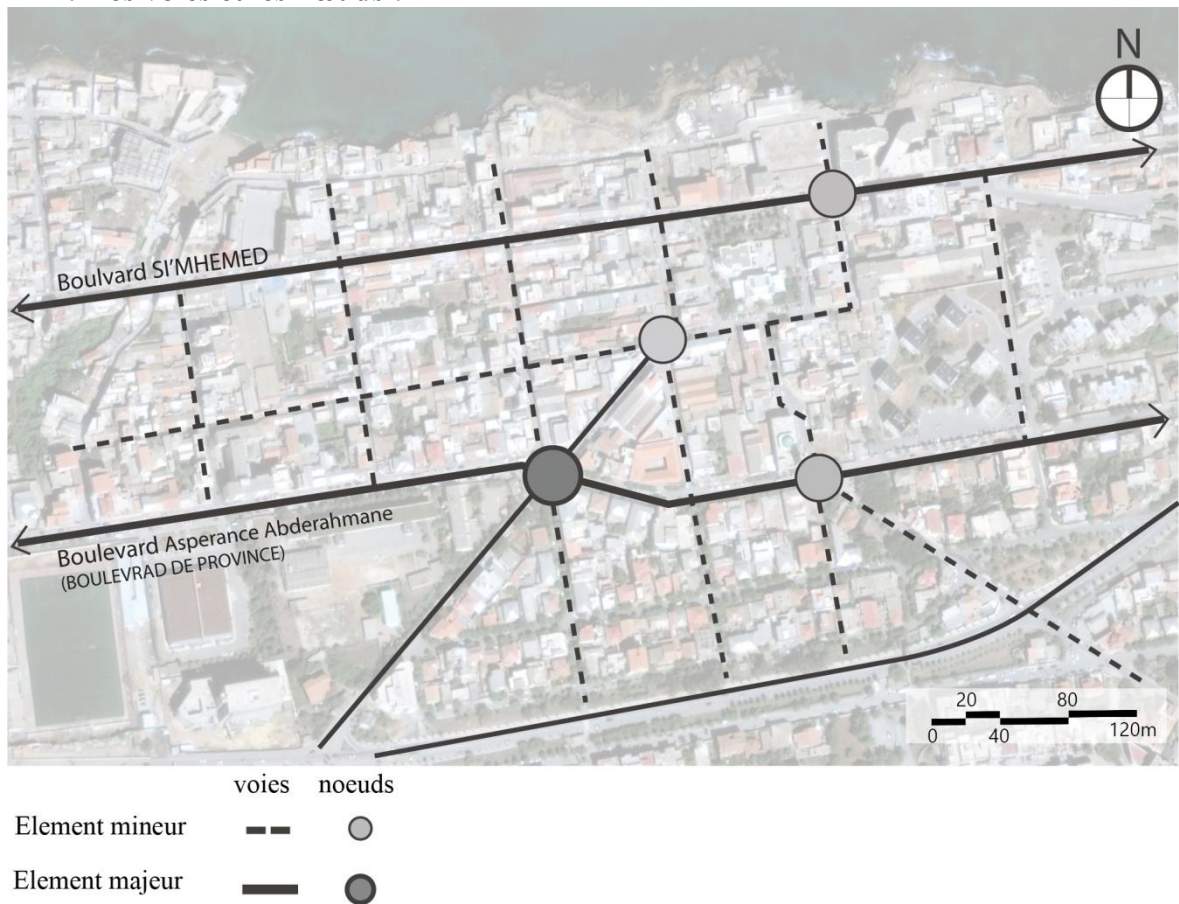 N
Boulvard SI'MHEMED
Boulevard Asperance Abderahmane
(BOULEVRAD DE PROVINCE)
20 80
0 40 120m
voies noeuds
Element mineur
Element majeur